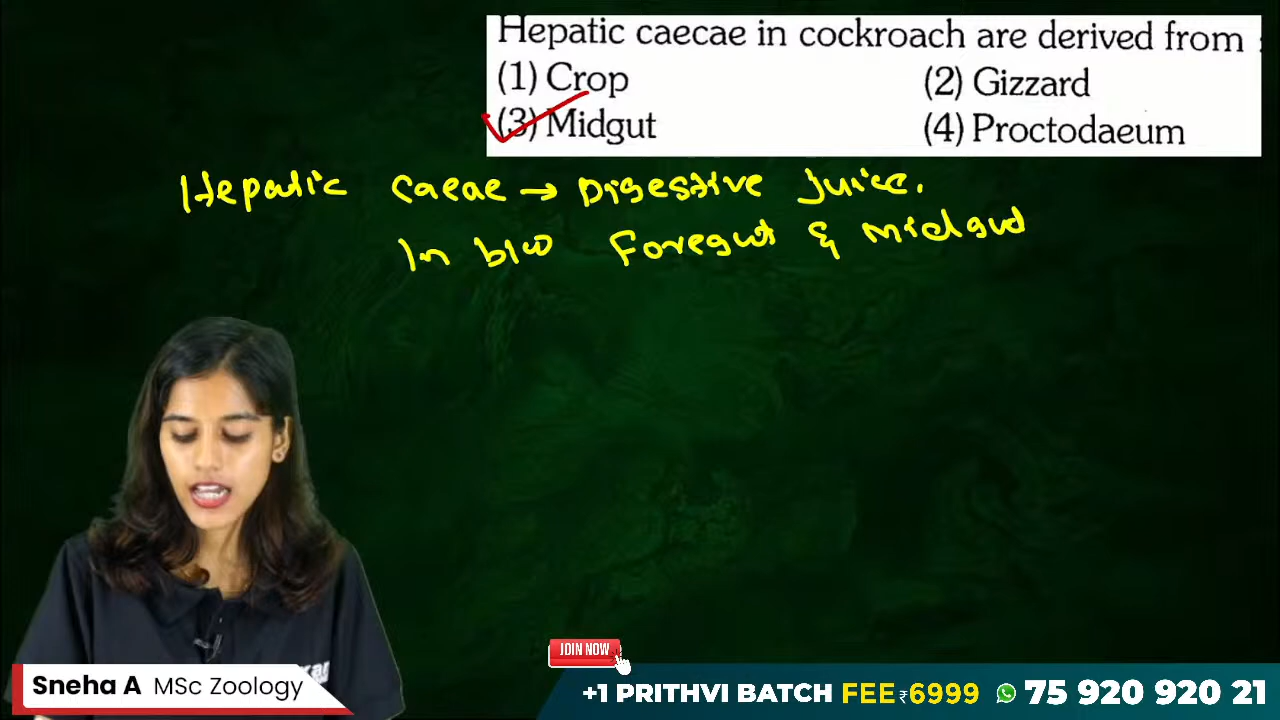 Hepatic caecae in cockroach are derived from :
(1) Crop (2) Gizzard
(3) Midgut (4) Proctodaeum
Hepatic caeae → Digestive Juice.
In b/w Foregut & Midgut
JOIN NOW
Sneha A MSc Zoology
+1 PRITHVI BATCH FEE ₹6999 75 920 920 21